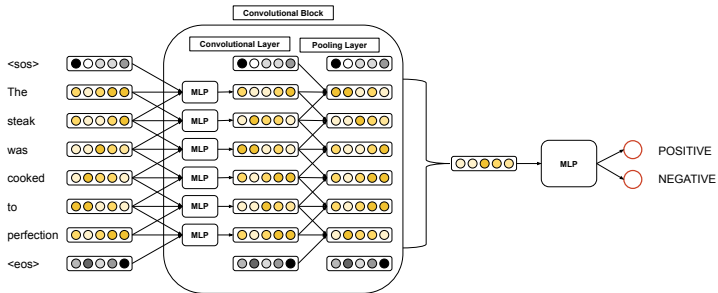 Convolutional Block
Convolutional Layer
Pooling Layer
<sos>
The
MLP
steak
MLP
was
MLP
POSITIVE
MLP
cooked
MLP
NEGATIVE
to
MLP
perfection
MLP
<eos>